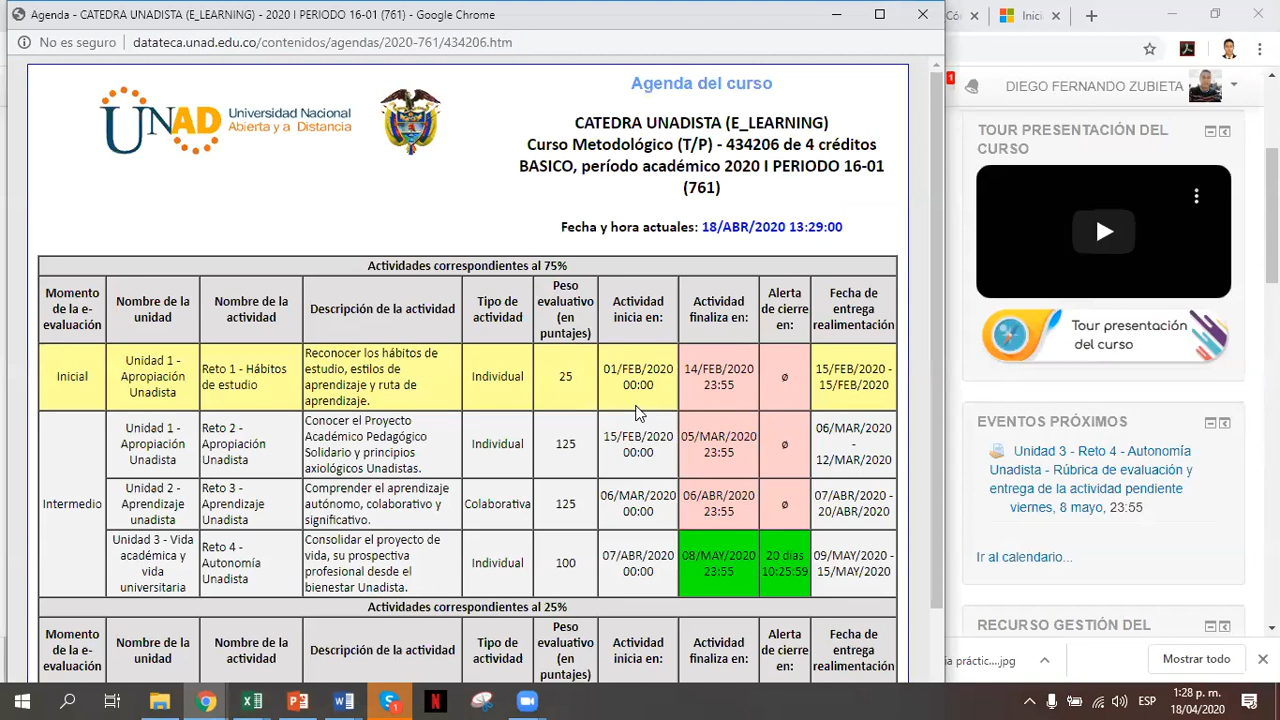 Agenda - CATEDRA UNADISTA (E_LEARNING) - 2020 I PERIODO 16-01 (761) - Google Chrome
Inici
No es seguro
datateca.unad.edu.co/contenidos/agendas/2020-761/434206.htm
UNAD
Universidad Nacional
Abierta y a Distancia
Agenda del curso
CATEDRA UNADISTA (E_LEARNING)
Curso Metodológico (T/P) - 434206 de 4 créditos
BASICO, período académico 2020 I PERIODO 16-01
(761)
Fecha y hora actuales: 18/ABR/2020 13:29:00
Actividades correspondientes al 75%
Momento
de la e-
evaluación
Nombre de la
unidad
Nombre de la
actividad
Descripción de la actividad
Tipo de
actividad
Peso
evaluativo
(en
puntajes)
Actividad
inicia en:
Actividad
finaliza en:
Alerta
de cierre
en:
Fecha de
entrega
realimentación
Inicial
Unidad 1 -
Apropiación
Unadista
Reto 1 - Hábitos
de estudio
Reconocer los hábitos de
estudio, estilos de
aprendizaje y ruta de
aprendizaje.
Individual
25
01/FEB/2020
00:00
14/FEB/2020
23:55
ø
15/FEB/2020 -
15/FEB/2020
Intermedio
Unidad 1 -
Apropiación
Unadista
Reto 2 -
Apropiación
Unadista
Conocer el Proyecto
Académico Pedagógico
Solidario y principios
axiológicos Unadistas.
Individual
125
15/FEB/2020
00:00
05/MAR/2020
23:55
ø
06/MAR/2020
-
12/MAR/2020
Unidad 2 -
Aprendizaje
unadista
Reto 3 -
Aprendizaje
Unadista
Comprender el aprendizaje
autónomo, colaborativo y
significativo.
Colaborativa
125
06/MAR/2020
00:00
06/ABR/2020
23:55
ø
07/ABR/2020 -
20/ABR/2020
Unidad 3 - Vida
académica y
vida
universitaria
Reto 4 -
Autonomía
Unadista
Consolidar el proyecto de
vida, su prospectiva
profesional desde el
bienestar Unadista.
Individual
100
07/ABR/2020
00:00
08/MAY/2020
23:55
20 días
10:25:59
09/MAY/2020 -
15/MAY/2020
Actividades correspondientes al 25%
Momento
de la e-
evaluación
Nombre de la
unidad
Nombre de la
actividad
Descripción de la actividad
Tipo de
actividad
Peso
evaluativo
(en
puntajes)
Actividad
inicia en:
Actividad
finaliza en:
Alerta
de cierre
en:
Fecha de
entrega
realimentación
1
DIEGO FERNANDO ZUBIETA
TOUR PRESENTACIÓN DEL
CURSO
Tour presentación
del curso
EVENTOS PRÓXIMOS
Unidad 3 - Reto 4 - Autonomía
Unadista - Rúbrica de evaluación y
entrega de la actividad pendiente
viernes, 8 mayo, 23:55
Ir al calendario...
RECURSO GESTIÓN DEL
ia práctic....jpg
Mostrar todo
ESP
1:28 p. m.
18/04/2020